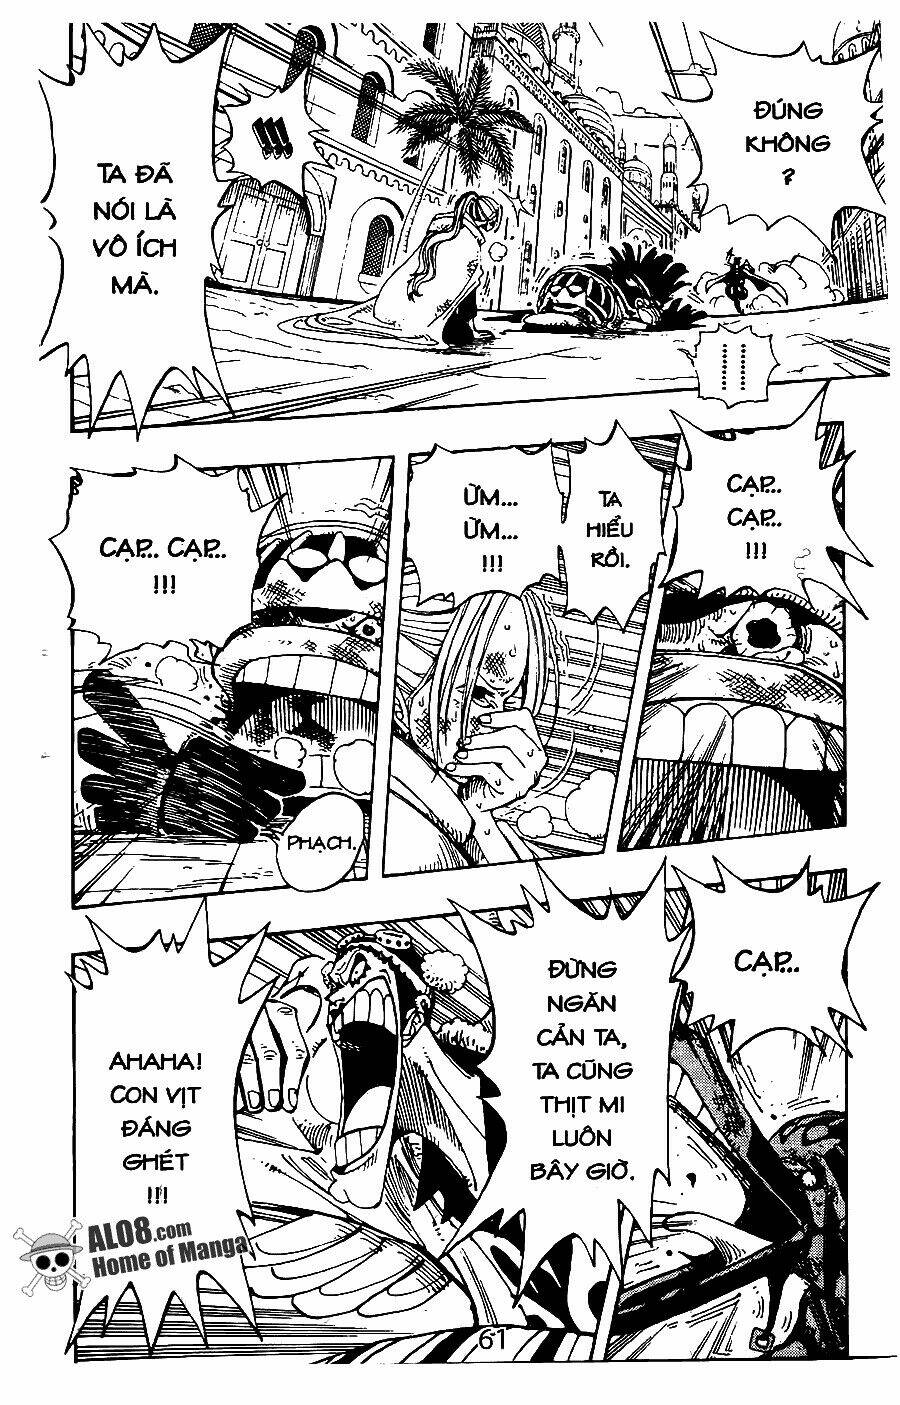 ĐÚNG
KHÔNG
?
!!!
TA ĐÃ
NÓI LÀ
VÔ ÍCH
MÀ.
CẠP...
CẠP...
!!!
TA
HIỂU
RỒI.
ỪM...
ỪM...
!!!
CẠP... CẠP...
!!!
PHẠCH.
CẠP...
ĐỪNG
NGĂN
CẢN TA,
TA CŨNG
THỊT MI
LUÔN
BÂY GIỜ.
AHAHA!
CON VỊT
ĐÁNG
GHÉT
!!!
AL08.com
Home of Manga
61